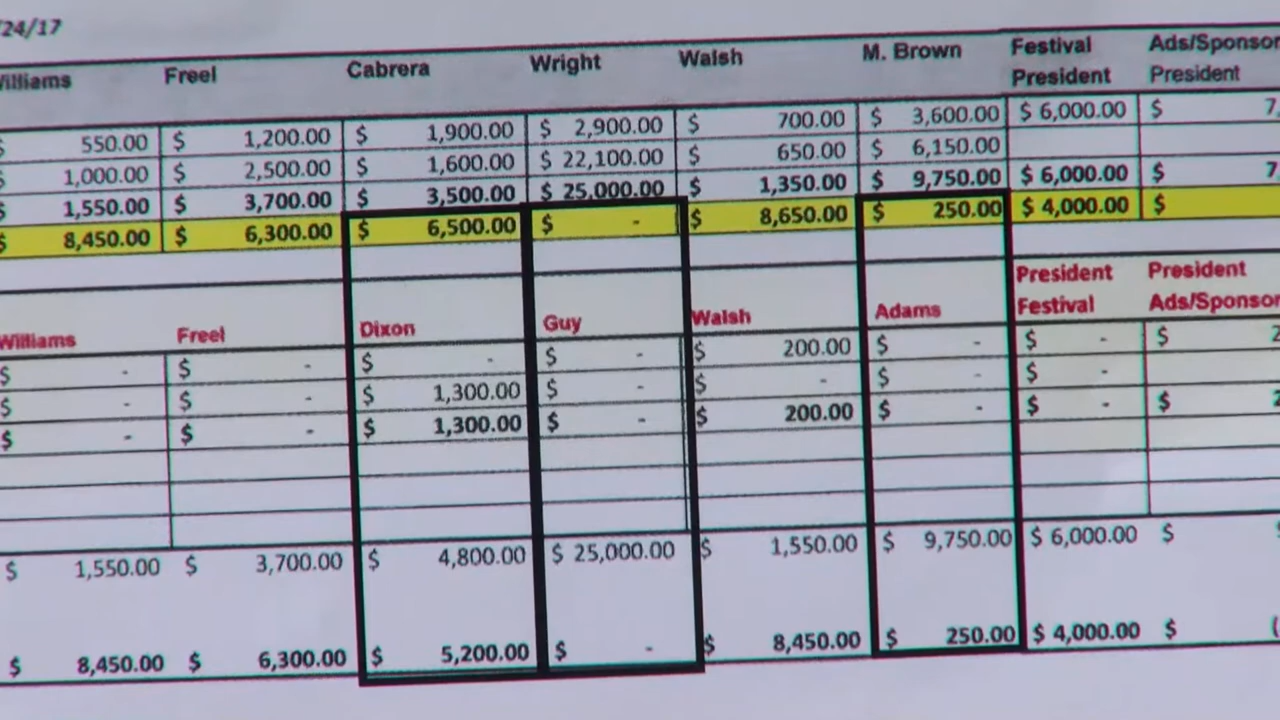 24/17
Williams Freel Cabrera Wright Walsh M. Brown Festival President Ads/Sponsor President
$ 550.00 $ 1,200.00 $ 1,900.00 $ 2,900.00 $ 700.00 $ 3,600.00 $ 6,000.00 $ 7,
$ 1,000.00 $ 2,500.00 $ 1,600.00 $ 22,100.00 $ 650.00 $ 6,150.00
$ 1,550.00 $ 3,700.00 $ 3,500.00 $ 25,000.00 $ 1,350.00 $ 9,750.00 $ 6,000.00 $ 7,
$ 8,450.00 $ 6,300.00 $ 6,500.00 $ - $ 8,650.00 $ 250.00 $ 4,000.00 $
Williams Freel Dixon Guy Walsh Adams President Festival President Ads/Sponsor
$ - $ - $ - $ - $ 200.00 $ - $ - $ 2
$ - $ - $ 1,300.00 $ - $ - $ - $ -
$ - $ - $ 1,300.00 $ - $ 200.00 $ - $ - $ 2
$ 1,550.00 $ 3,700.00 $ 4,800.00 $ 25,000.00 $ 1,550.00 $ 9,750.00 $ 6,000.00 $
$ 8,450.00 $ 6,300.00 $ 5,200.00 $ - $ 8,450.00 $ 250.00 $ 4,000.00 $ (